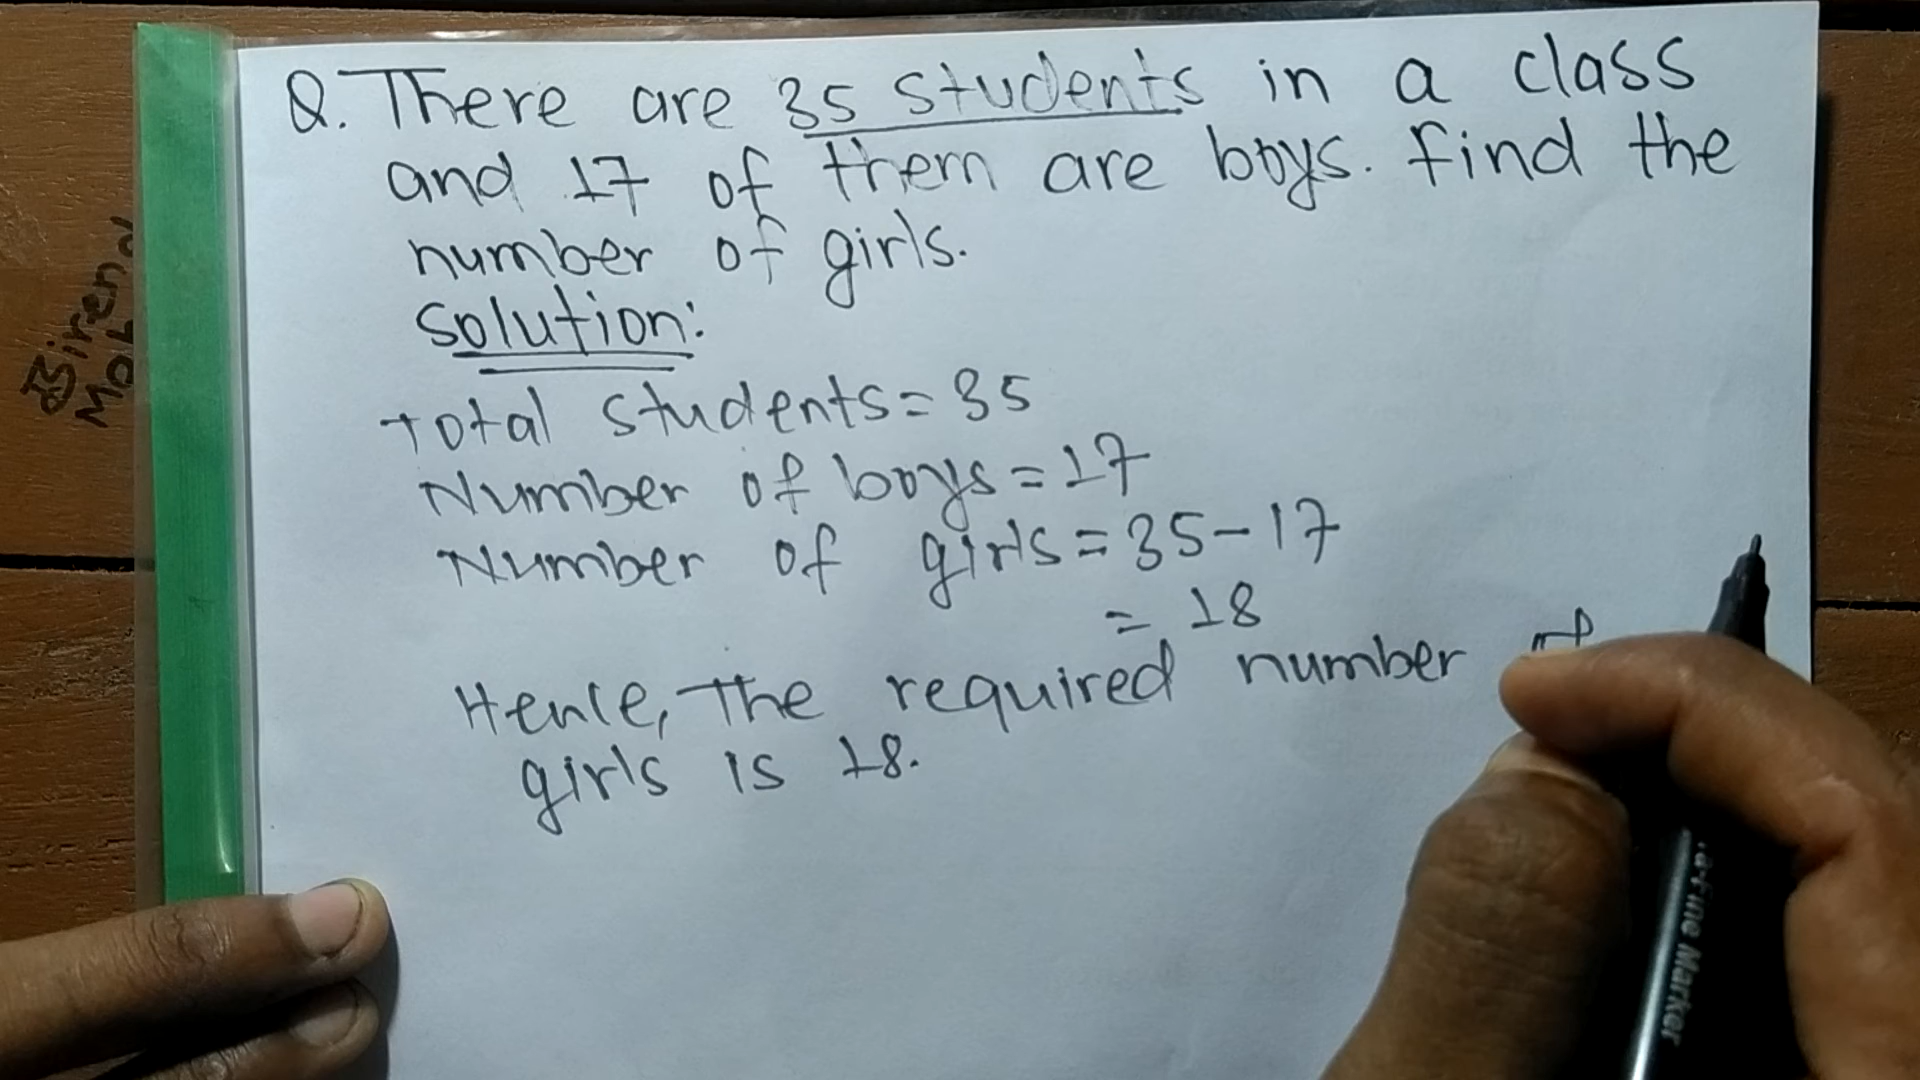 Q. There are 35 students in a class
and 17 of them are boys. Find the
number of girls.
Solution:
Total students = 35
Number of boys = 17
Number of girls = 35 - 17
= 18
Hence, The required number of
girls is 18.
Fine Marker